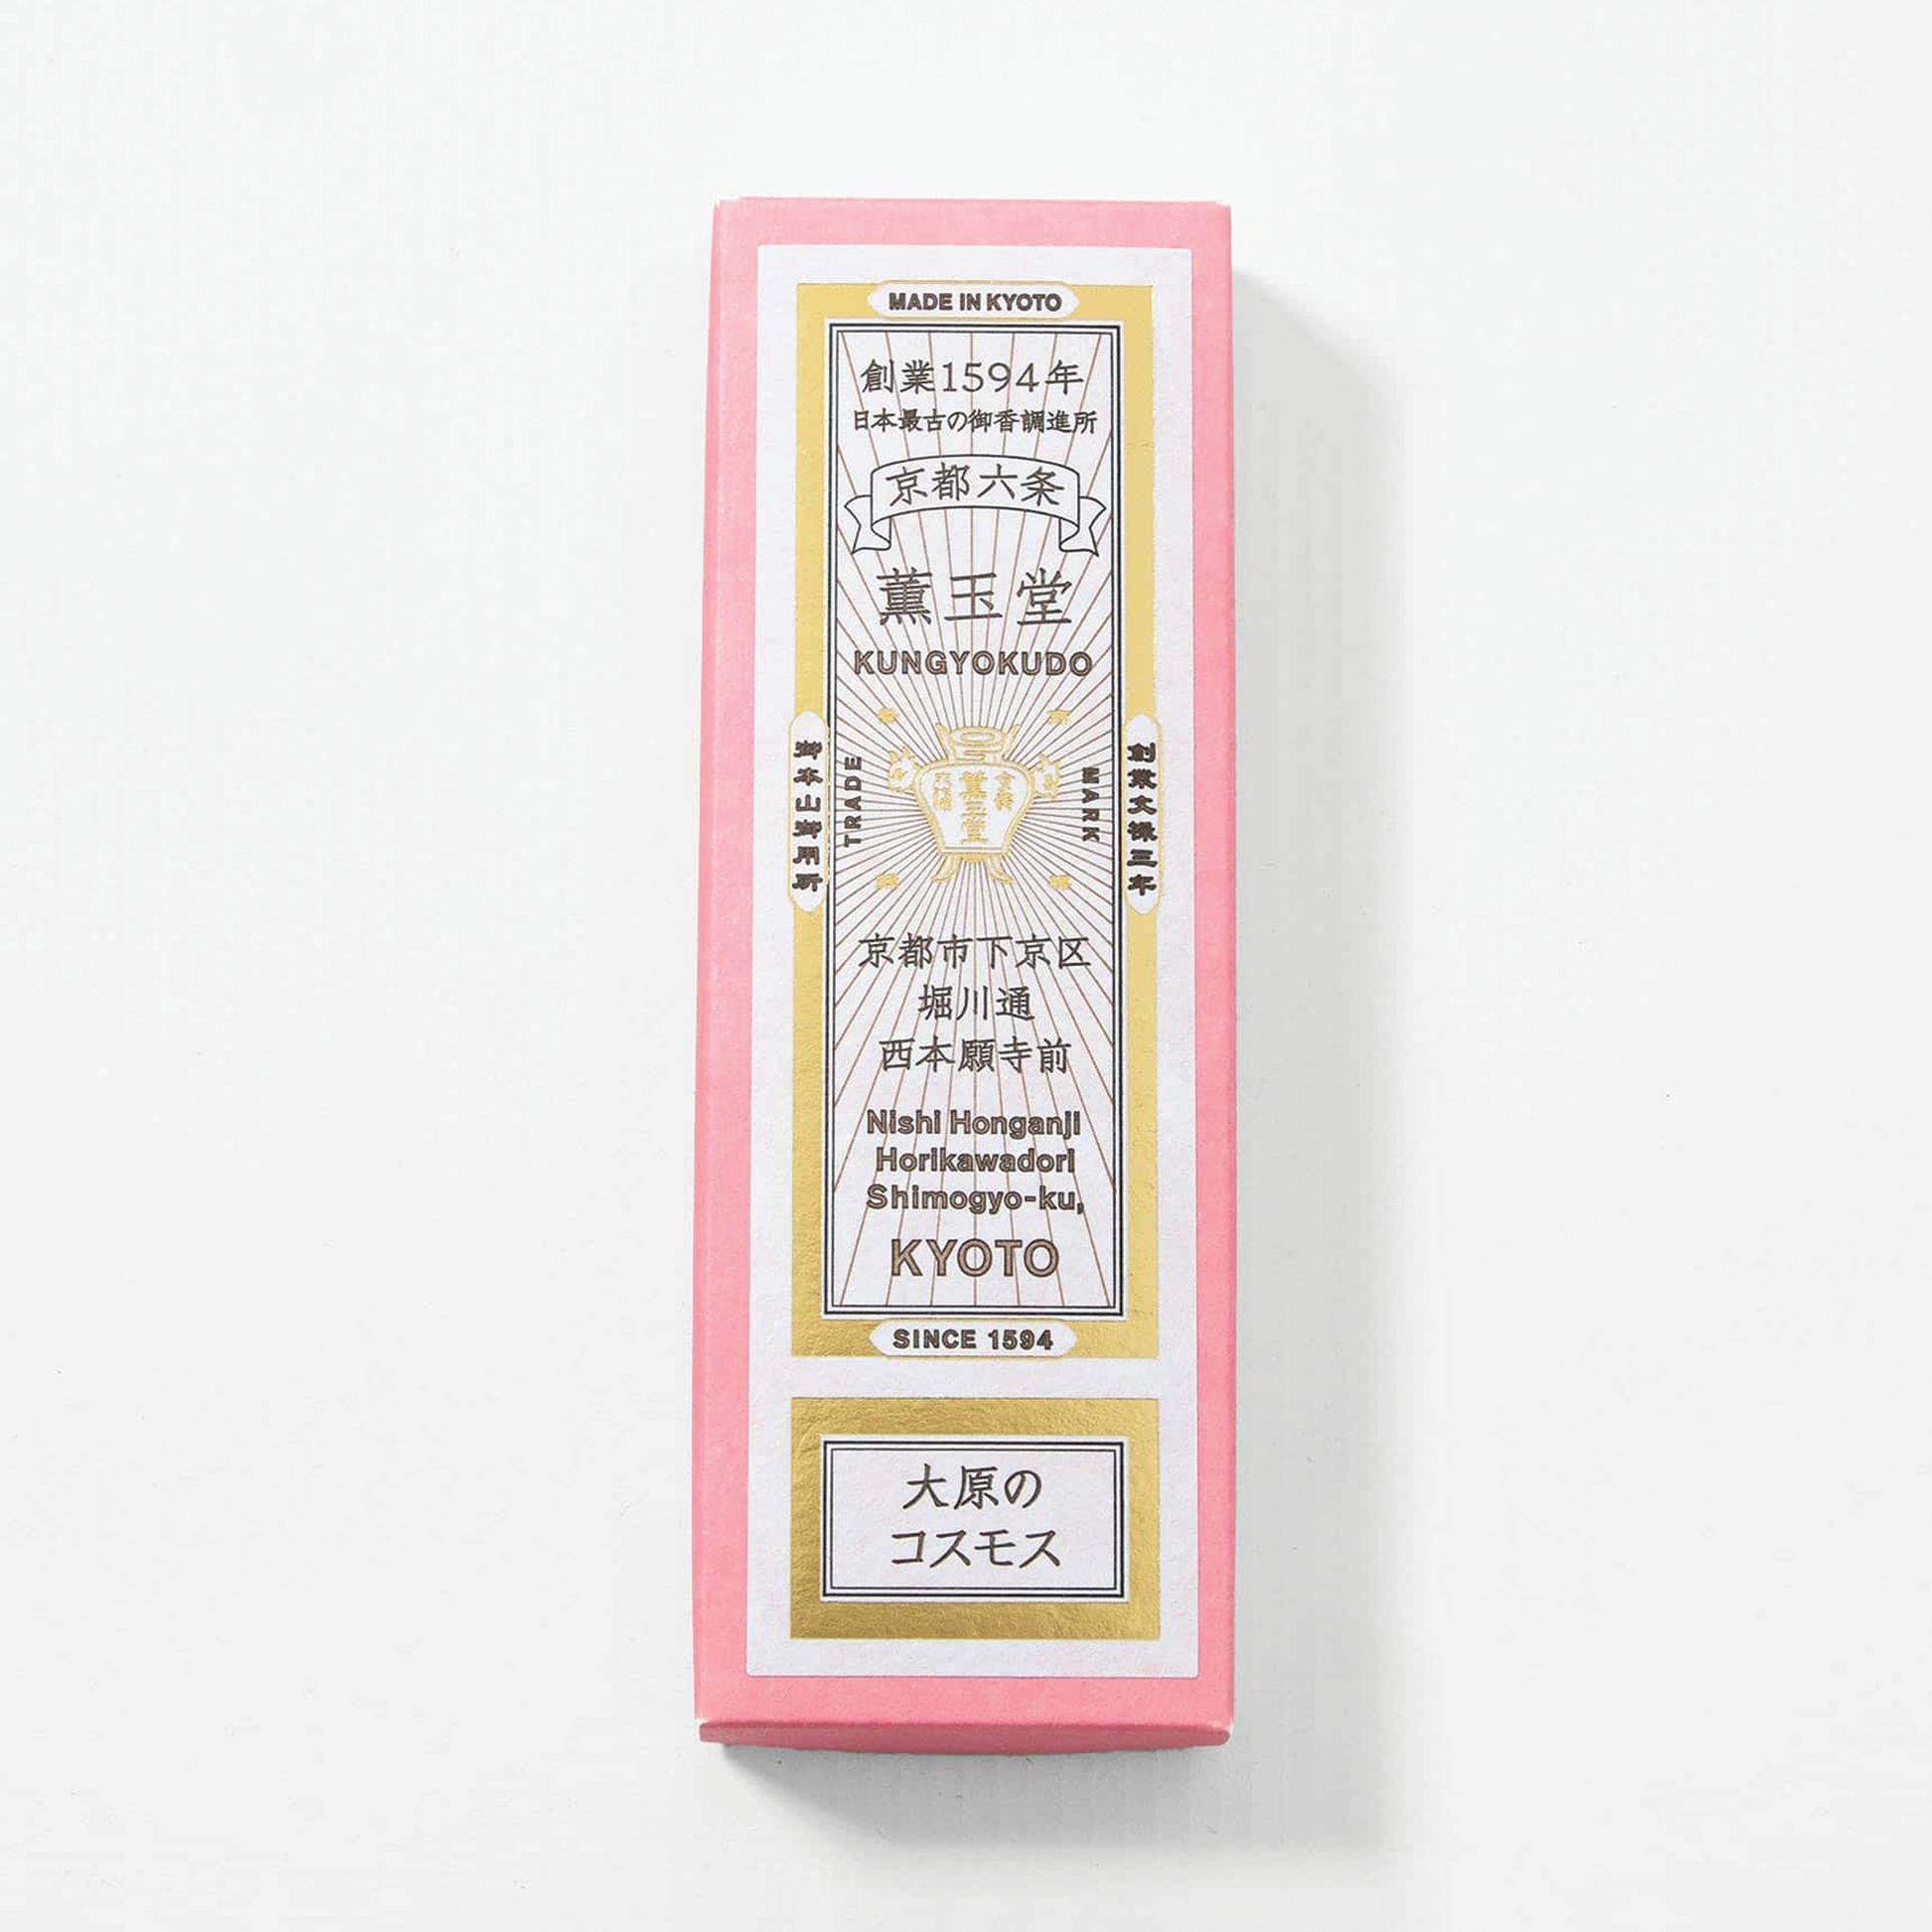 MADE IN KYOTO
創業1594年
日本最古の御香調進所
京都六条
薫玉堂
KUNGYOKUDO
御本山御用所
TRADE
薫玉堂
MARK
創業文禄三年
京都市下京区
堀川通
西本願寺前
Nishi Honganji
Horikawadori
Shimogyo-ku,
KYOTO
SINCE 1594
大原の
コスモス